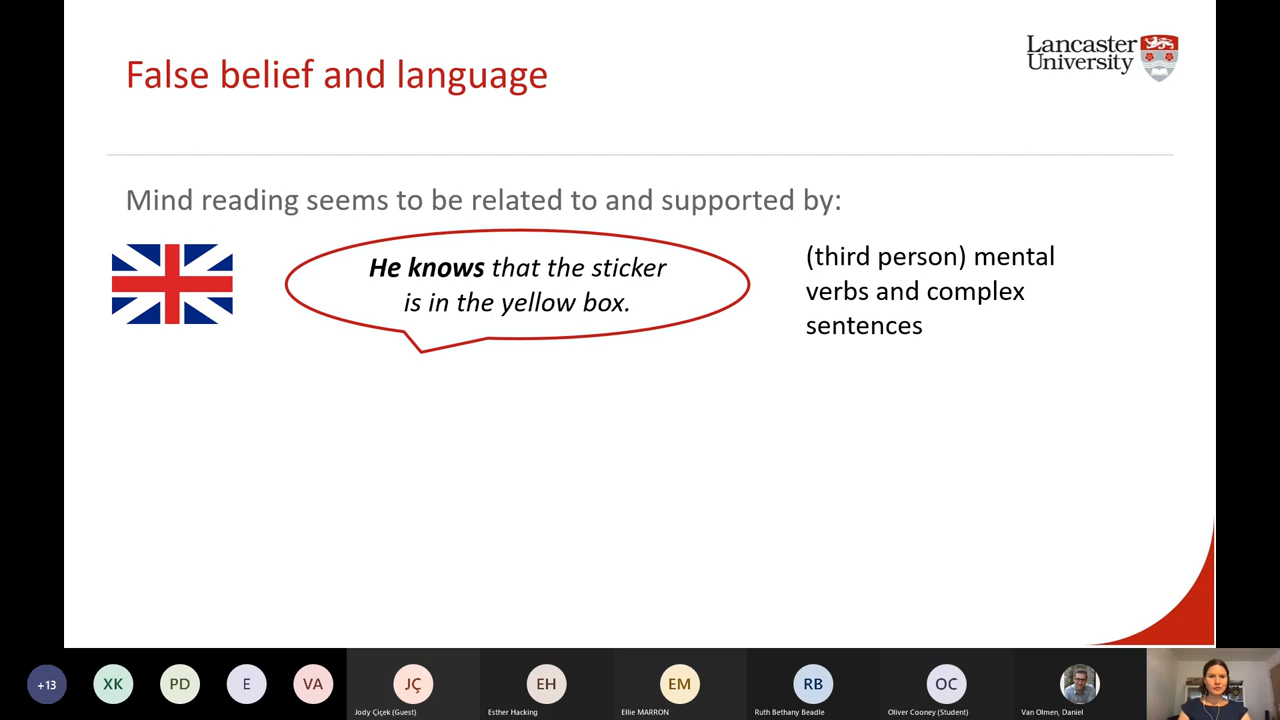 Lancaster
University
False belief and language
Mind reading seems to be related to and supported by:
He knows that the sticker
is in the yellow box.
(third person) mental
verbs and complex
sentences
+13
XK
PD
E
VA
JÇ
EH
EM
RB
OC
Jody Çiçek (Guest)
Esther Hacking
Ellie MARRON
Ruth Bethany Beadle
Oliver Cooney (Student)
Van Olmen, Daniel